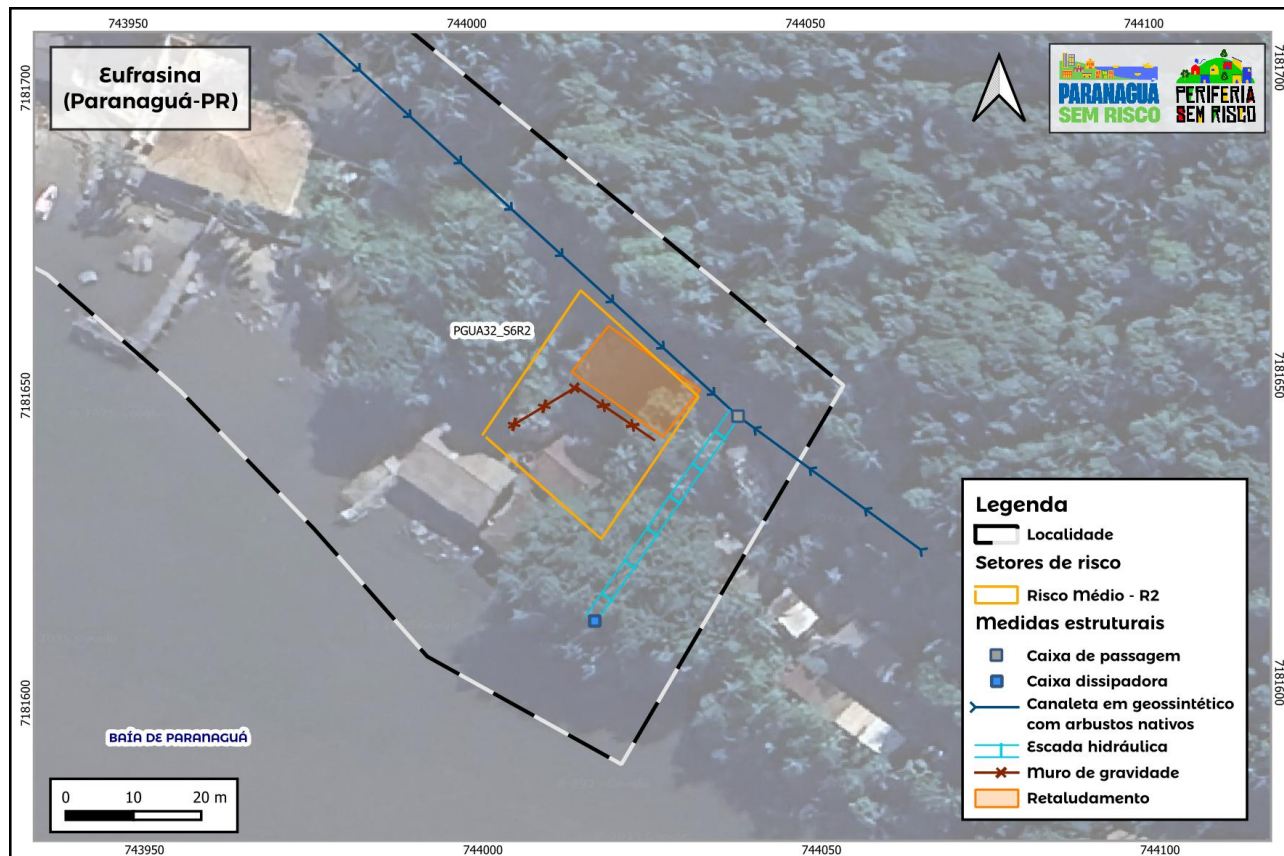 743950
744000
744050
744100
Eufrasina
(Paranaguá-PR)
PARANAGUÁ
SEM RISCO
PERIFERIA
SEM RISCO
7181700
7181700
PGUA32_S6R2
7181650
7181650
Legenda
Localidade
Setores de risco
Risco Médio - R2
Medidas estruturais
Caixa de passagem
Caixa dissipadora
Canaleta em geossintético
com arbustos nativos
Escada hidráulica
Muro de gravidade
Retaludamento
7181600
7181600
BAÍA DE PARANAGUÁ
0 10 20 m
743950
744000
744050
744100